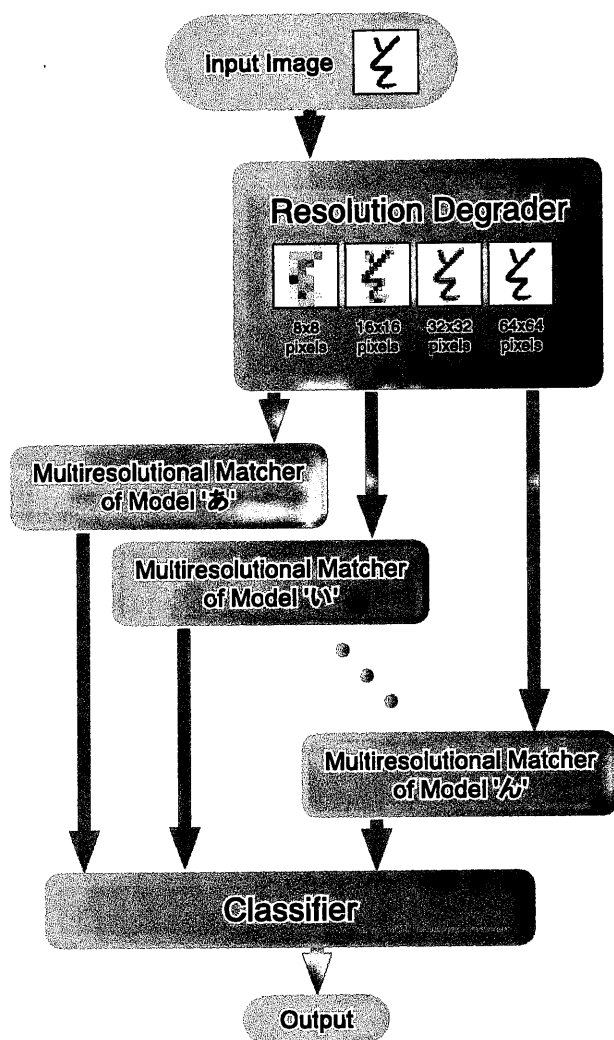 Input Image
Resolution Degrader
8x8 pixels
16x16 pixels
32x32 pixels
64x64 pixels
Multiresolutional Matcher
of Model 'あ'
Multiresolutional Matcher
of Model 'い'
Multiresolutional Matcher
of Model 'ん'
Classifier
Output